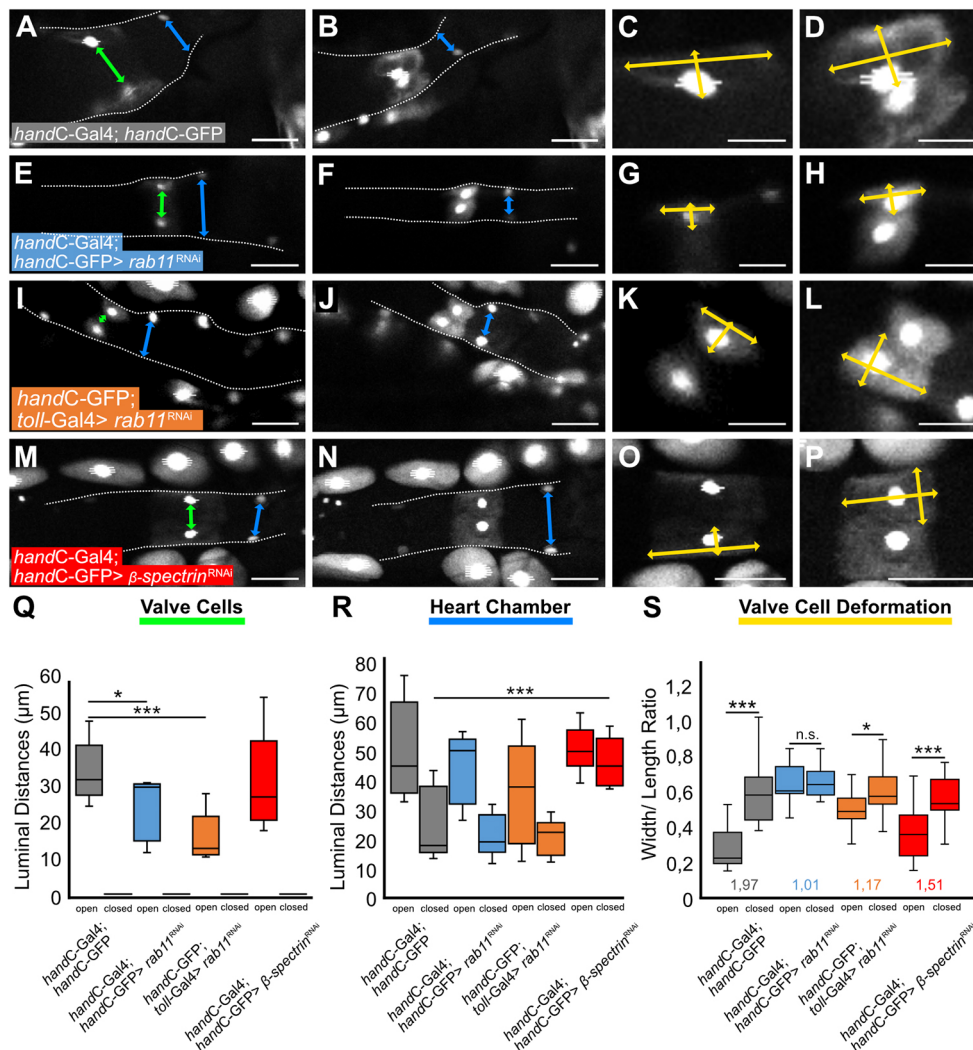 A
B
C
D
handC-Gal4; handC-GFP
E
F
G
H
handC-Gal4;
handC-GFP> rab11RNAi
I
J
K
L
handC-GFP;
toll-Gal4> rab11RNAi
M
N
O
P
handC-Gal4;
handC-GFP> β-spectrinRNAi
Q Valve Cells
R Heart Chamber
S Valve Cell Deformation
Luminal Distances (µm)
60
50
40
30
20
10
0
*
***
open closed open closed open closed open closed
handC-Gal4;
handC-GFP
handC-Gal4;
handC-GFP> rab11RNAi
handC-GFP;
toll-Gal4> rab11RNAi
handC-Gal4;
handC-GFP> β-spectrinRNAi
Luminal Distances (µm)
80
70
60
50
40
30
20
10
0
***
open closed open closed open closed open closed
handC-Gal4;
handC-GFP
handC-Gal4;
handC-GFP> rab11RNAi
handC-GFP;
toll-Gal4> rab11RNAi
handC-Gal4;
handC-GFP> β-spectrinRNAi
Width/ Length Ratio
1,2
1,0
0,8
0,6
0,4
0,2
***
n.s.
*
***
1,97 1,01 1,17 1,51
open closed open closed open closed open closed
handC-Gal4;
handC-GFP
handC-Gal4;
handC-GFP> rab11RNAi
handC-GFP;
toll-Gal4> rab11RNAi
handC-Gal4;
handC-GFP> β-spectrinRNAi